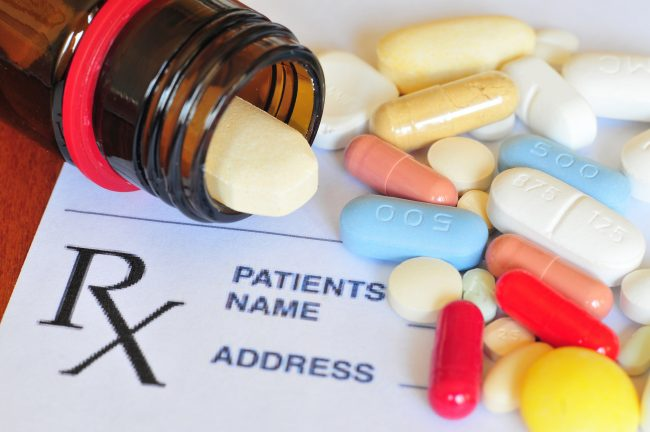 500
875 125
500
Rx
PATIENTS
NAME
ADDRESS